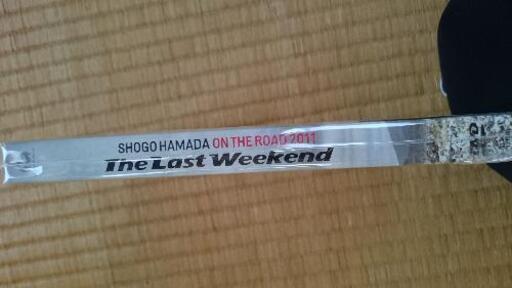 SHOGO HAMADA ON THE ROAD 2011
The Last Weekend